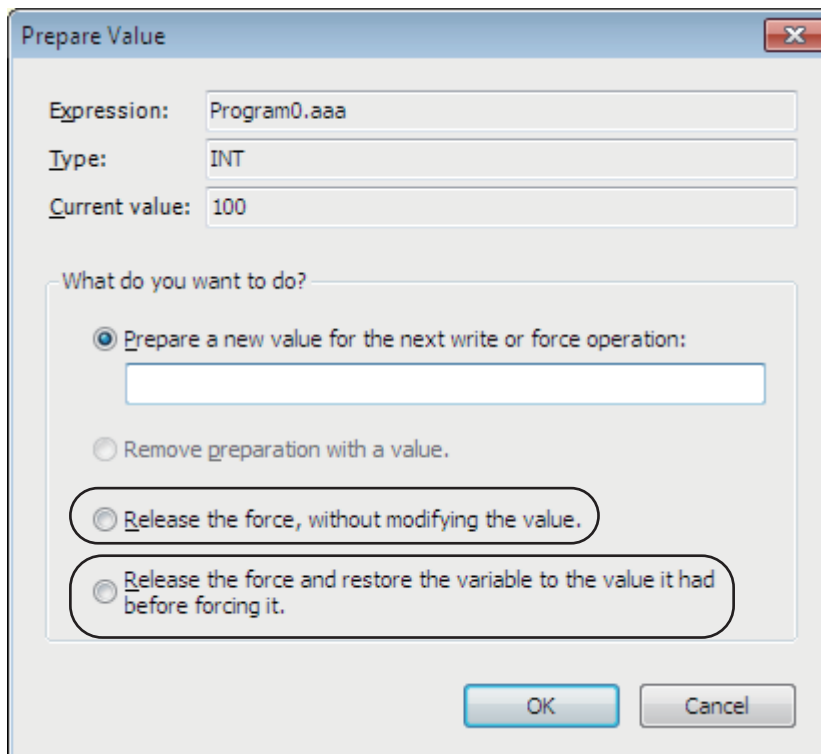 Prepare Value
Expression: Program0.aaa
Type: INT
Current value: 100
What do you want to do?
Prepare a new value for the next write or force operation:
Remove preparation with a value.
Release the force, without modifying the value.
Release the force and restore the variable to the value it had
before forcing it.
OK Cancel